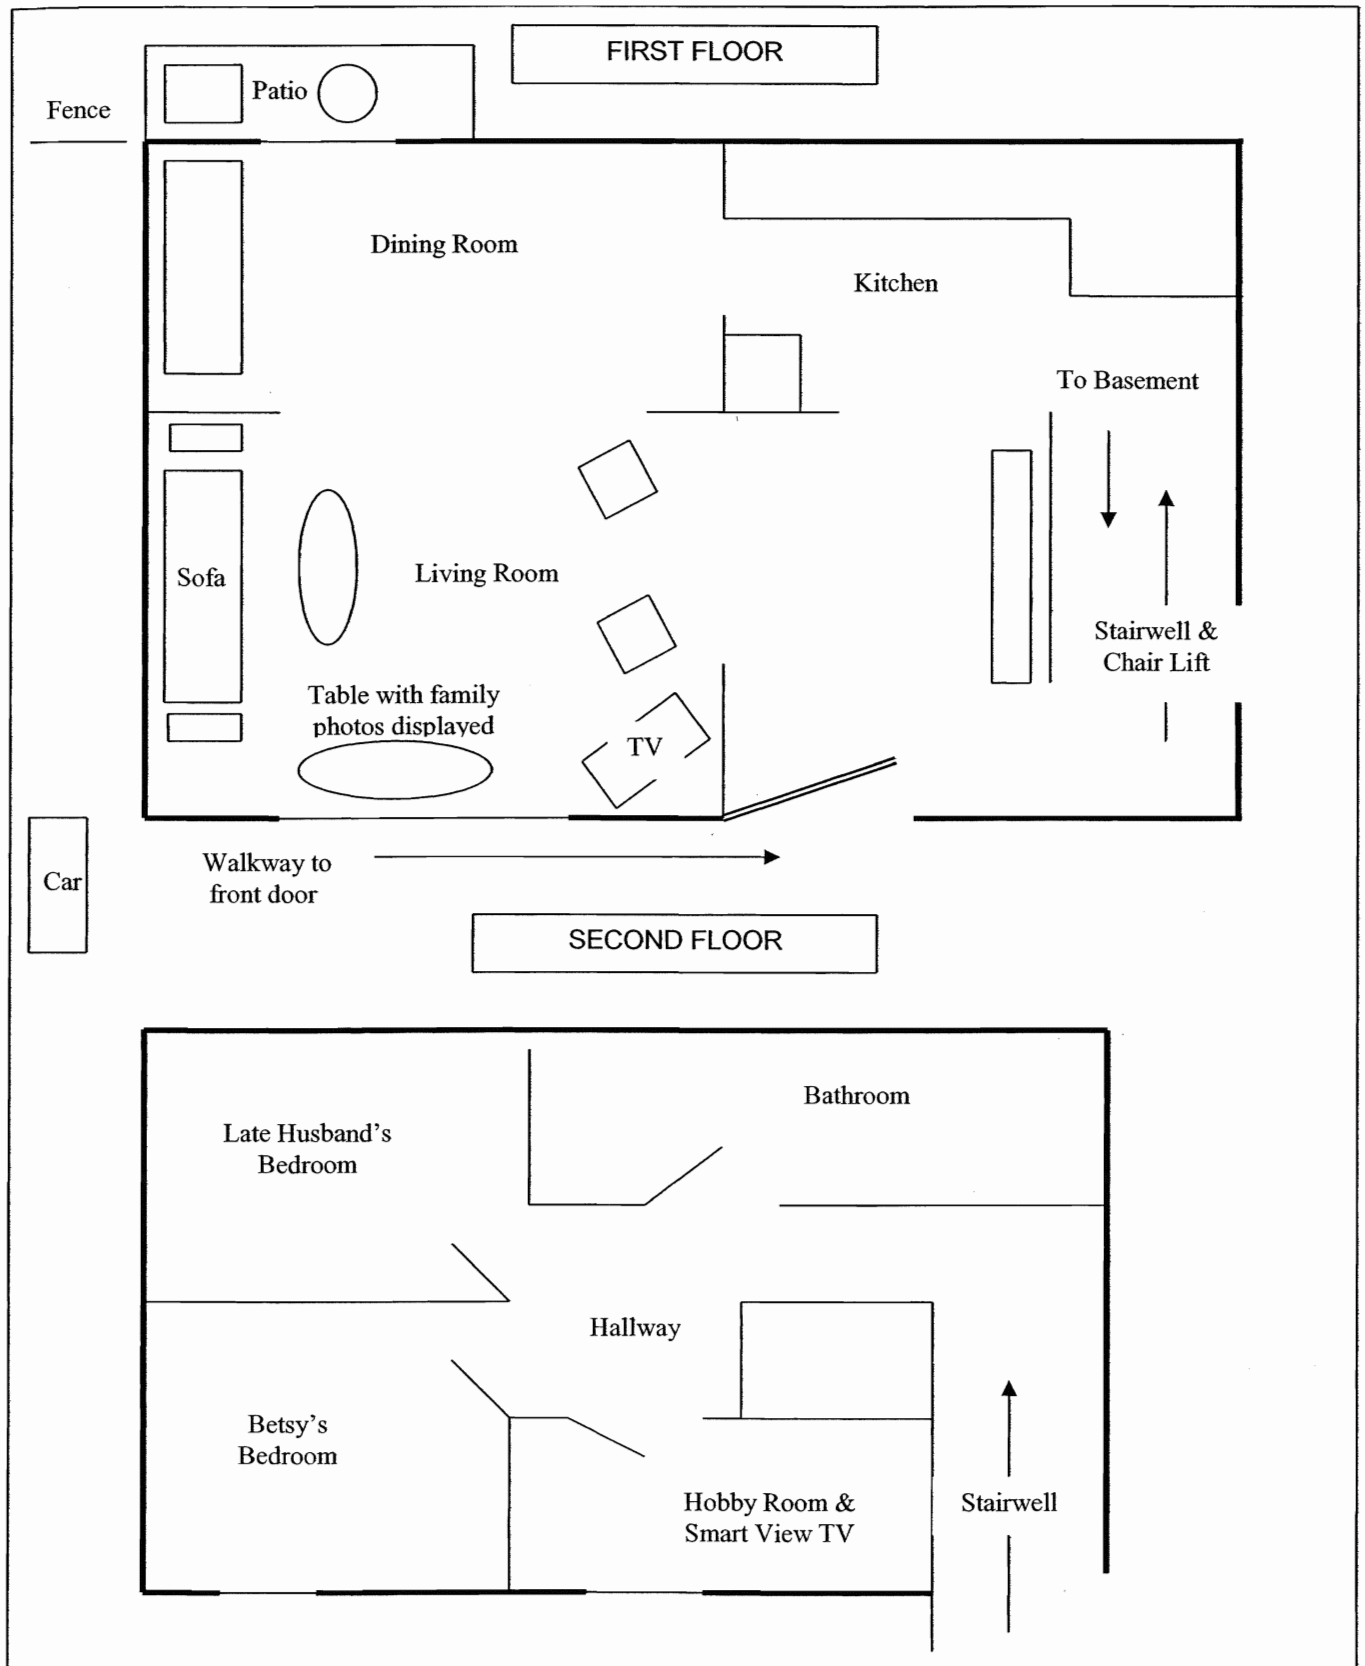 FIRST FLOOR
Patio
Fence
Dining Room
Kitchen
To Basement
Sofa
Living Room
Stairwell &
Chair Lift
Table with family
photos displayed
TV
Walkway to
front door
Car
SECOND FLOOR
Bathroom
Late Husband's
Bedroom
Hallway
Betsy's
Bedroom
Hobby Room &
Smart View TV
Stairwell